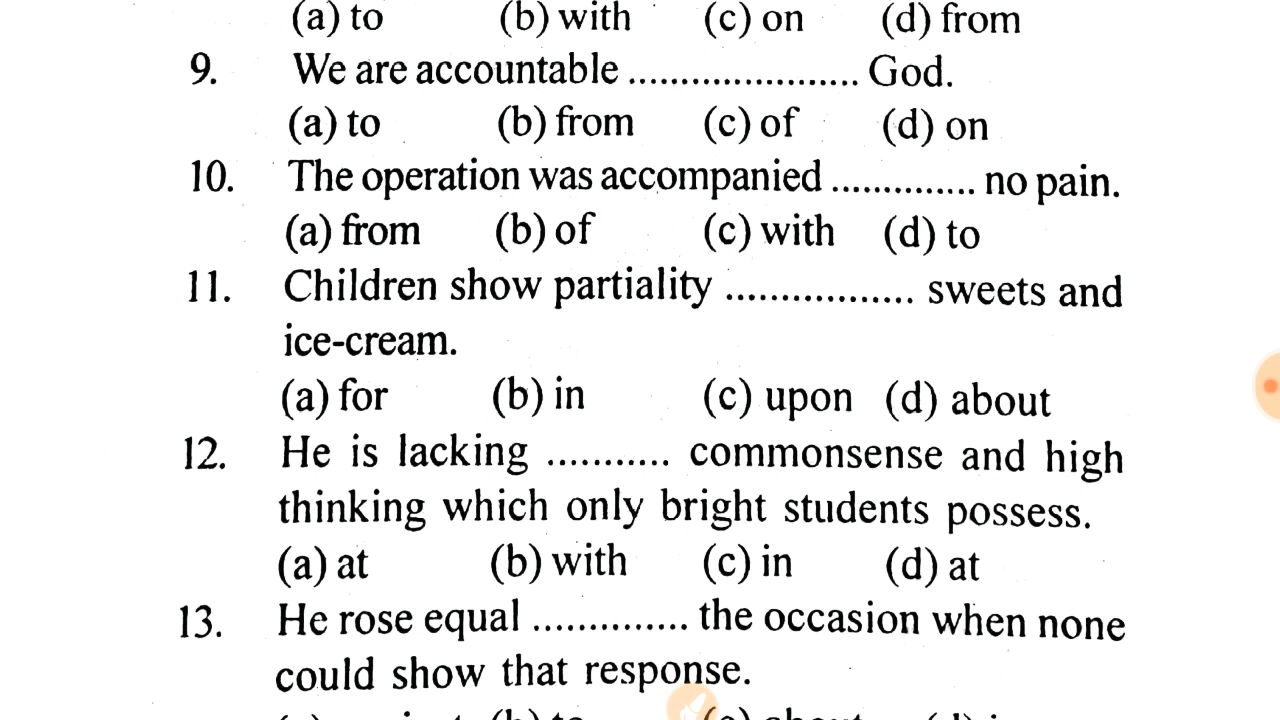 (a) to (b) with (c) on (d) from
9. We are accountable ...................... God.
(a) to (b) from (c) of (d) on
10. The operation was accompanied .............. no pain.
(a) from (b) of (c) with (d) to
11. Children show partiality .................. sweets and
ice-cream.
(a) for (b) in (c) upon (d) about
12. He is lacking ........... commonsense and high
thinking which only bright students possess.
(a) at (b) with (c) in (d) at
13. He rose equal .............. the occasion when none
could show that response.
(b) to (c) about